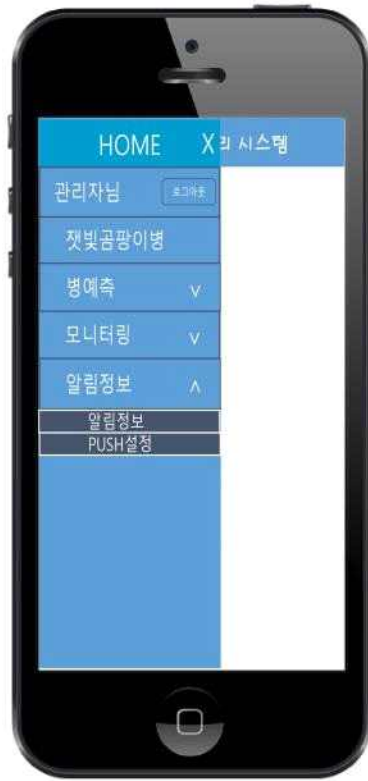 HOME X 리 시스템
관리자님 로그아웃
잿빛곰팡이병
병예측 ∨
모니터링 ∨
알림정보 ∧
알림정보
PUSH설정